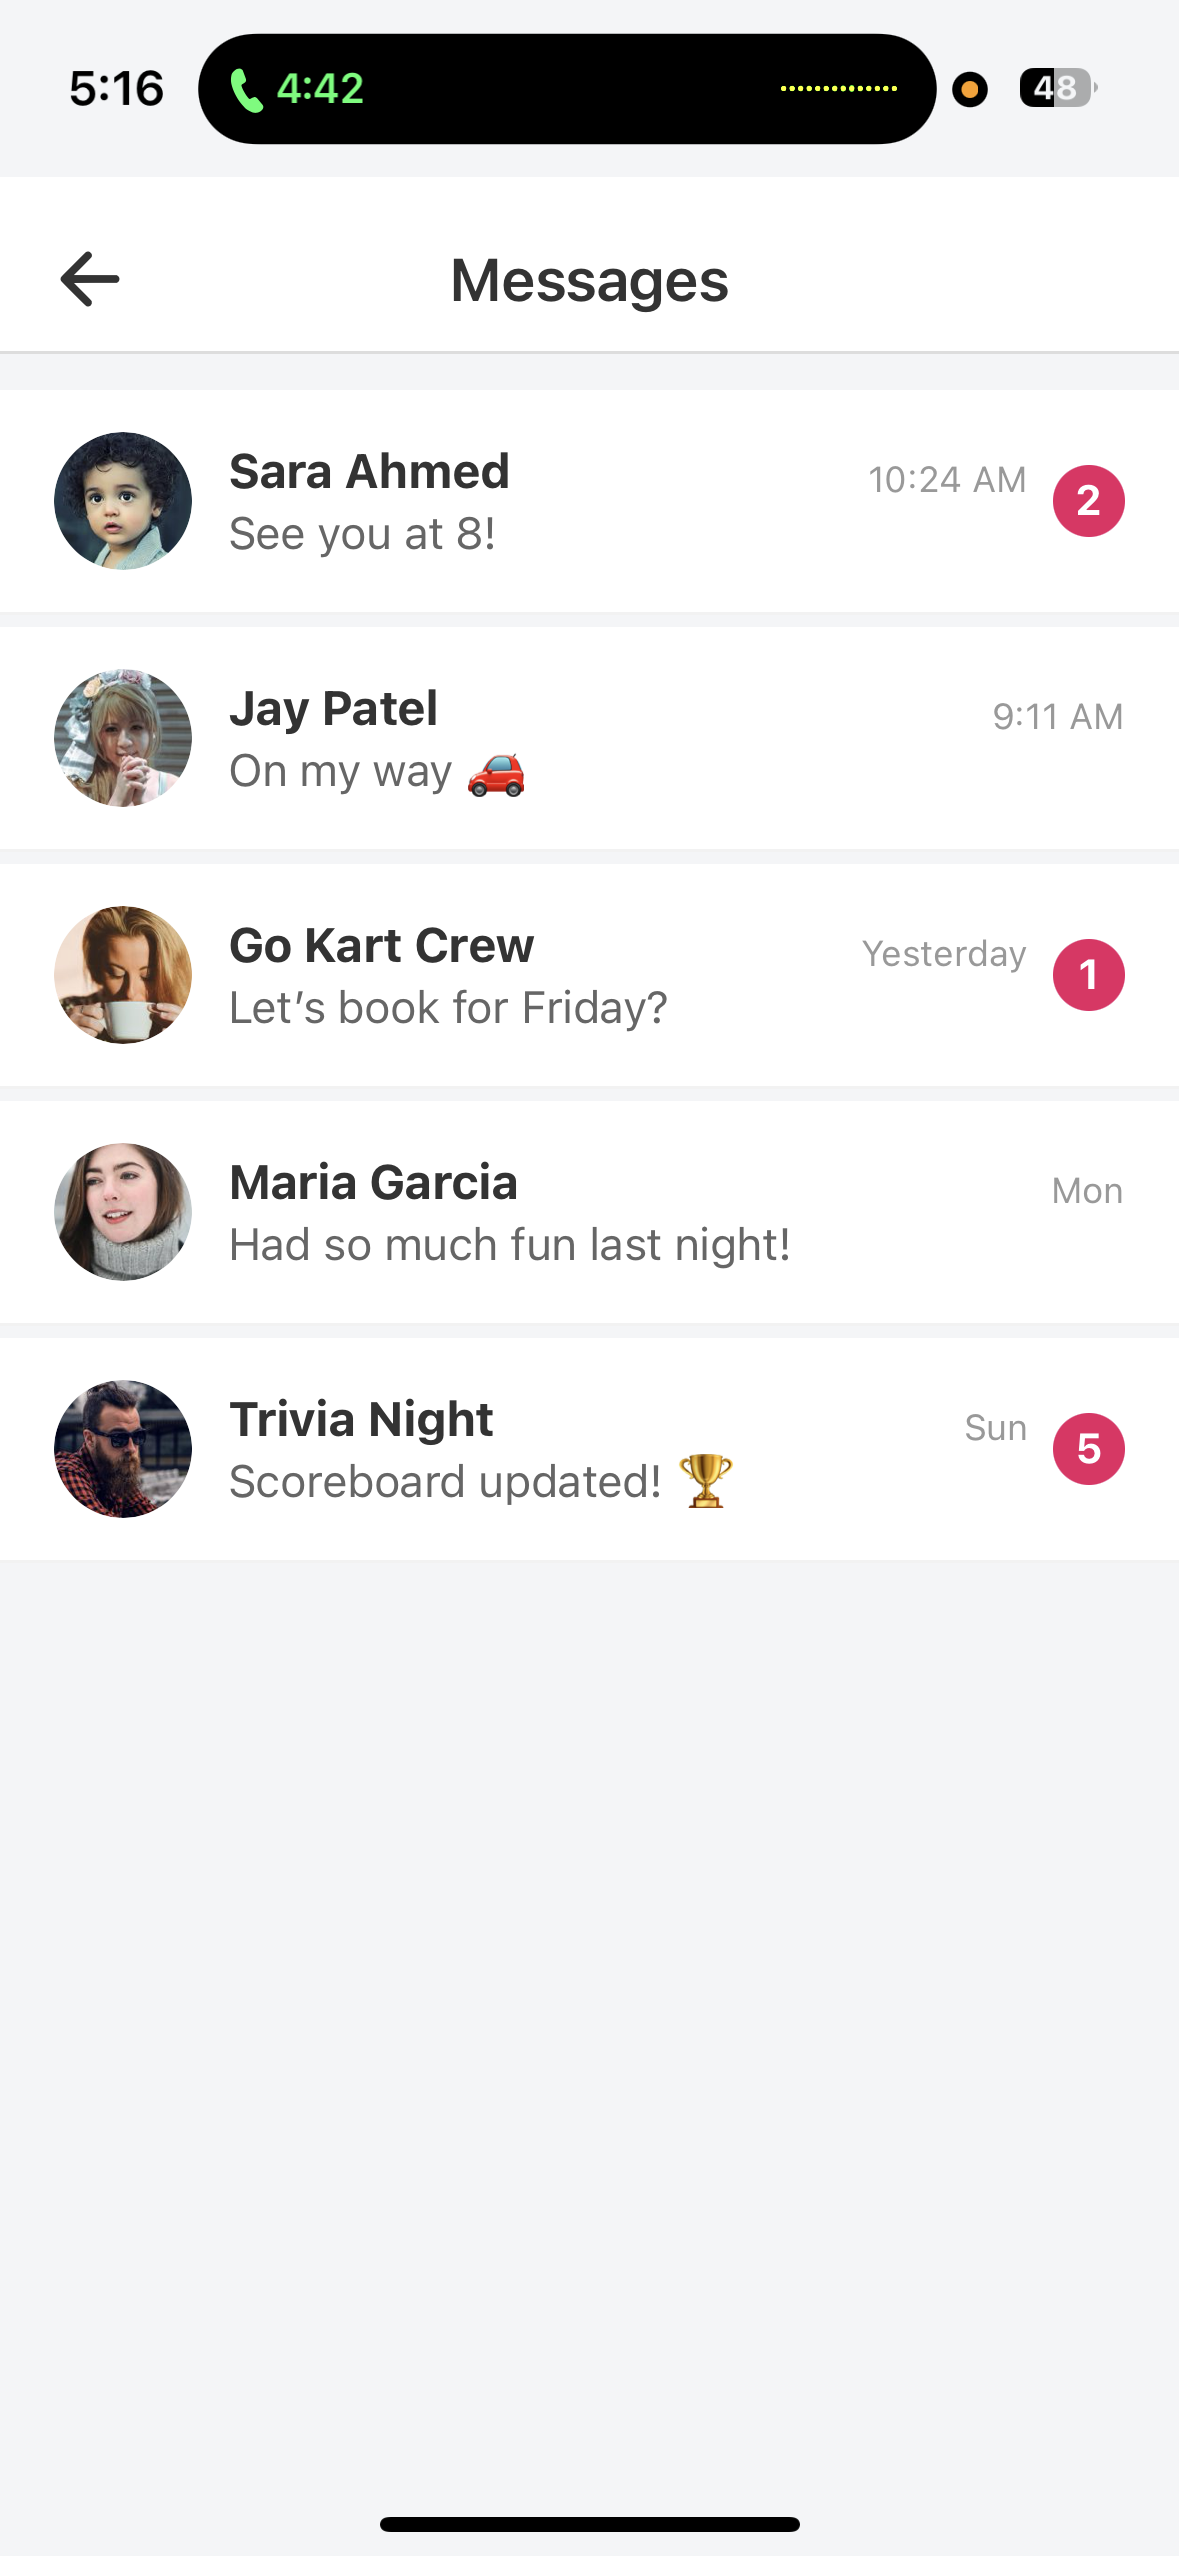 5:16
4:42
48
Messages
Sara Ahmed
10:24 AM
2
See you at 8!
Jay Patel
9:11 AM
On my way 🚗
Go Kart Crew
Yesterday
1
Let’s book for Friday?
Maria Garcia
Mon
Had so much fun last night!
Trivia Night
Sun
5
Scoreboard updated! 🏆